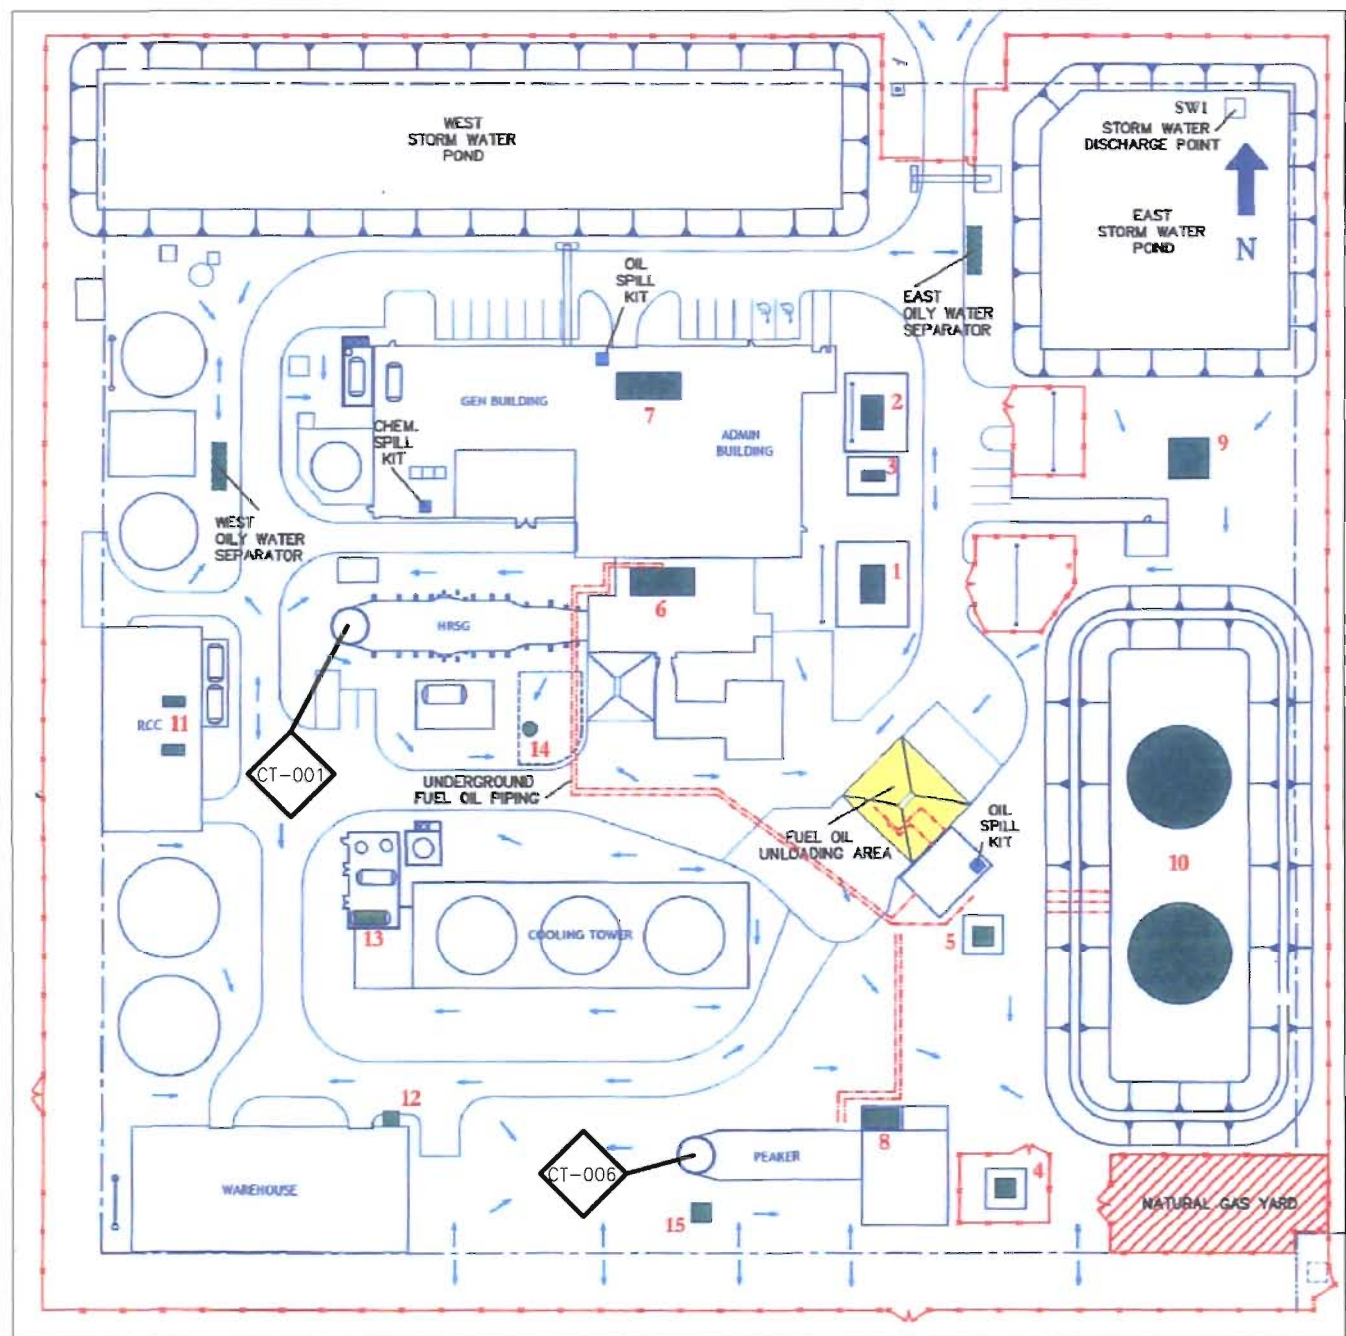 WEST
STORM WATER
POND
SW1
STORM WATER
DISCHARGE POINT
EAST
STORM WATER
POND
N
OIL
SPILL
KIT
EAST
OILY WATER
SEPARATOR
GEN BUILDING
7
2
ADMIN
BUILDING
9
CHEM.
SPILL
KIT
3
WEST
OILY WATER
SEPARATOR
1
6
HRSG
RCC
11
14
CT-001
UNDERGROUND
FUEL OIL PIPING
FUEL OIL
UNLOADING AREA
OIL
SPILL
KIT
10
13
COOLING TOWER
5
12
8
PEAKER
CT-006
4
WAREHOUSE
NATURAL GAS YARD
15